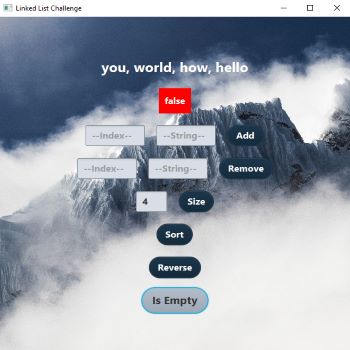 Linked List Challenge
you, world, how, hello
false
--Index-- --String-- Add
--Index-- --String-- Remove
4 Size
Sort
Reverse
Is Empty